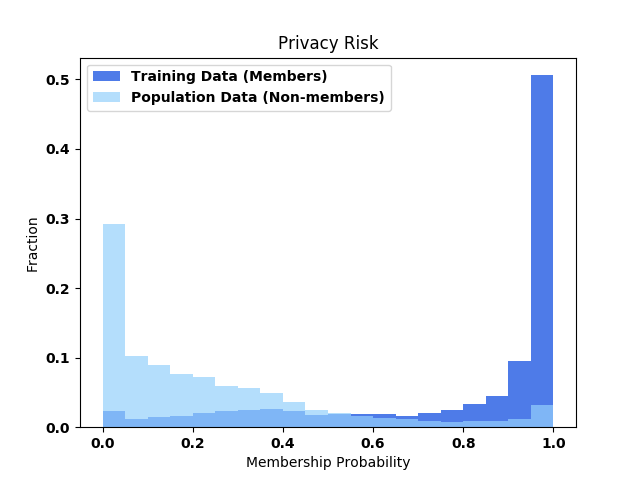 Privacy Risk
Training Data (Members)
Population Data (Non-members)
Fraction
0.5
0.4
0.3
0.2
0.1
0.0
0.0 0.2 0.4 0.6 0.8 1.0
Membership Probability